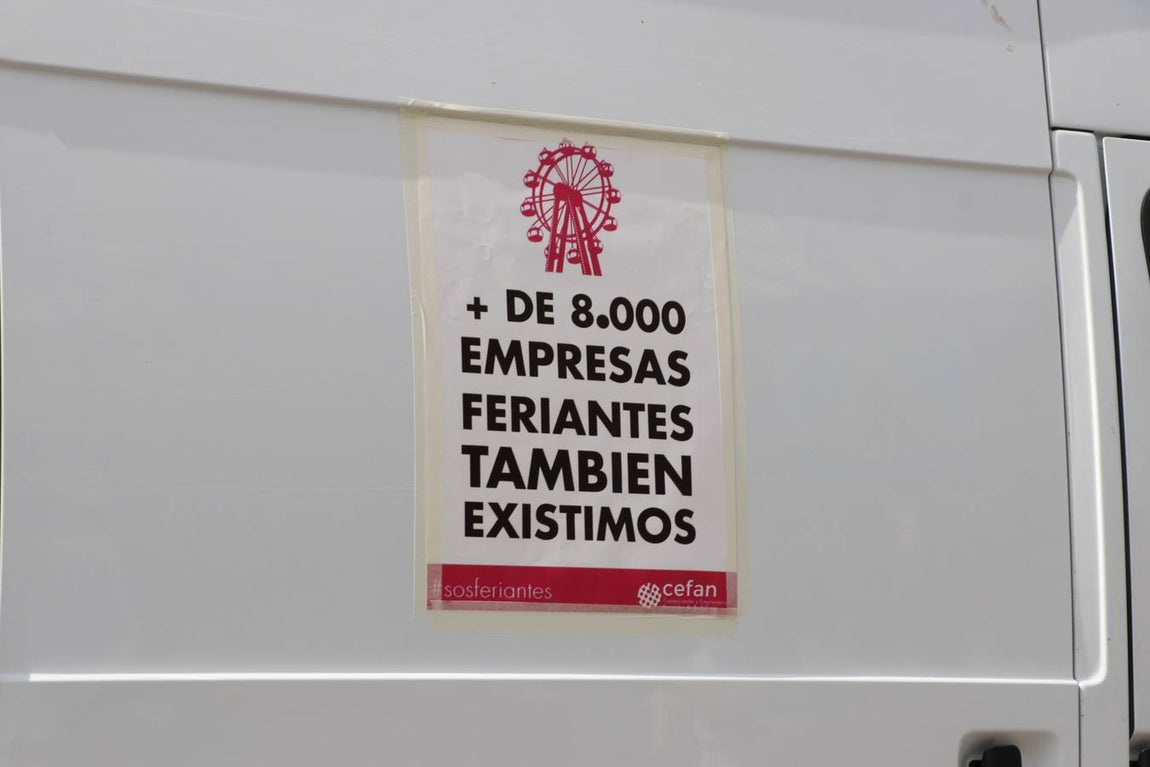 + DE 8.000
EMPRESAS
FERIANTES
TAMBIEN
EXISTIMOS
#sosferiantes
cefan